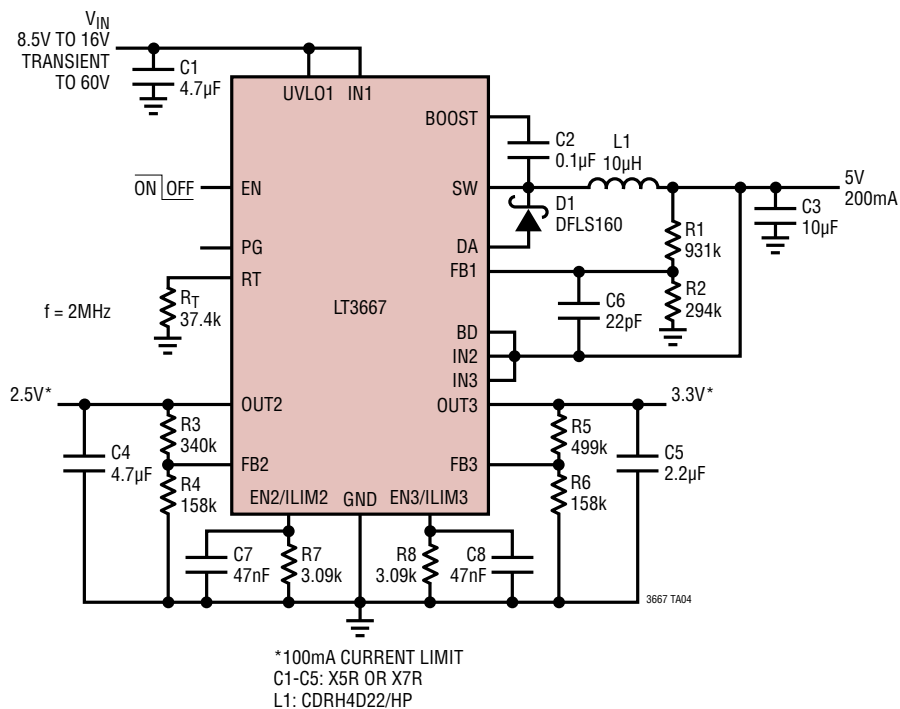 VIN
8.5V TO 16V
TRANSIENT
TO 60V
C1
4.7µF
UVLO1 IN1
BOOST
C2
0.1µF
L1
10µH
ON OFF
EN
SW
5V
200mA
D1
DFLS160
C3
10µF
PG
DA
R1
931k
RT
FB1
f = 2MHz
RT
37.4k
LT3667
C6
22pF
R2
294k
BD
IN2
IN3
2.5V*
OUT2
OUT3
3.3V*
R3
340k
R5
499k
C4
4.7µF
FB2
FB3
C5
2.2µF
R4
158k
R6
158k
EN2/ILIM2 GND EN3/ILIM3
C7
47nF
R7
3.09k
R8
3.09k
C8
47nF
3667 TA04
*100mA CURRENT LIMIT
C1-C5: X5R OR X7R
L1: CDRH4D22/HP